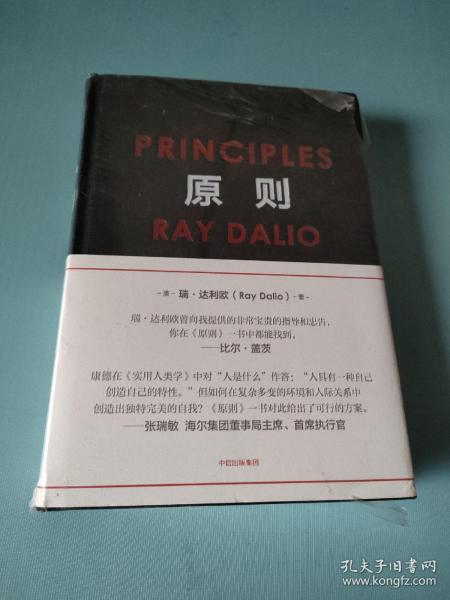 PRINCIPLES
原则
RAY DALIO
－美－ 瑞·达利欧（Ray Dalio）－著－
瑞·达利欧曾向我提供的非常宝贵的指导和忠告，
你在《原则》一书中都能找到。
——比尔·盖茨
康德在《实用人类学》中对“人是什么”作答：“人具有一种自己
创造自己的特性。”但如何在复杂多变的环境和人际关系中
创造出独特完美的自我？《原则》一书对此给出了可行的方案。
——张瑞敏 海尔集团董事局主席、首席执行官
中信出版集团
孔夫子旧书网
www.kongfz.com